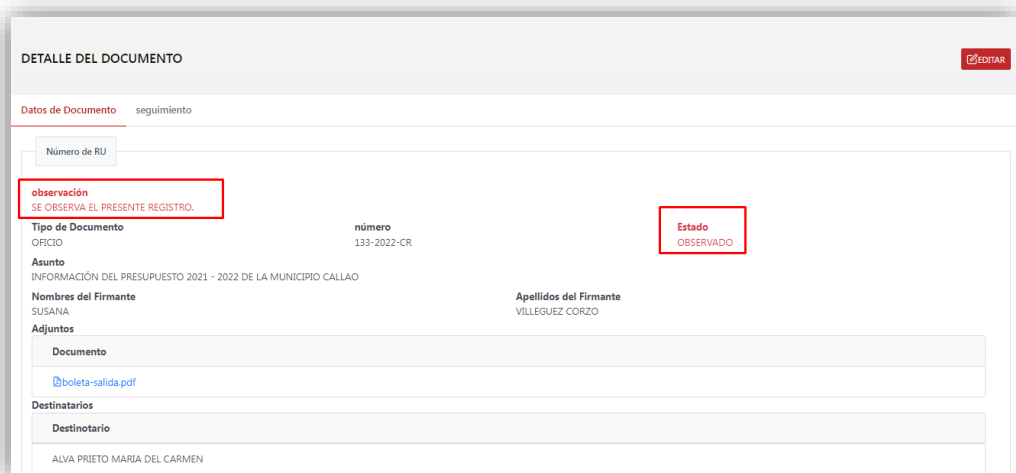 DETALLE DEL DOCUMENTO
EDITAR
Datos de Documento seguimiento
Número de RU
observación
SE OBSERVA EL PRESENTE REGISTRO.
Tipo de Documento número Estado
OFICIO 133-2022-CR OBSERVADO
Asunto
INFORMACIÓN DEL PRESUPUESTO 2021 - 2022 DE LA MUNICIPIO CALLAO
Nombres del Firmante Apellidos del Firmante
SUSANA VILLEGUEZ CORZO
Adjuntos
Documento
boleta-salida.pdf
Destinatarios
Destinotario
ALVA PRIETO MARIA DEL CARMEN